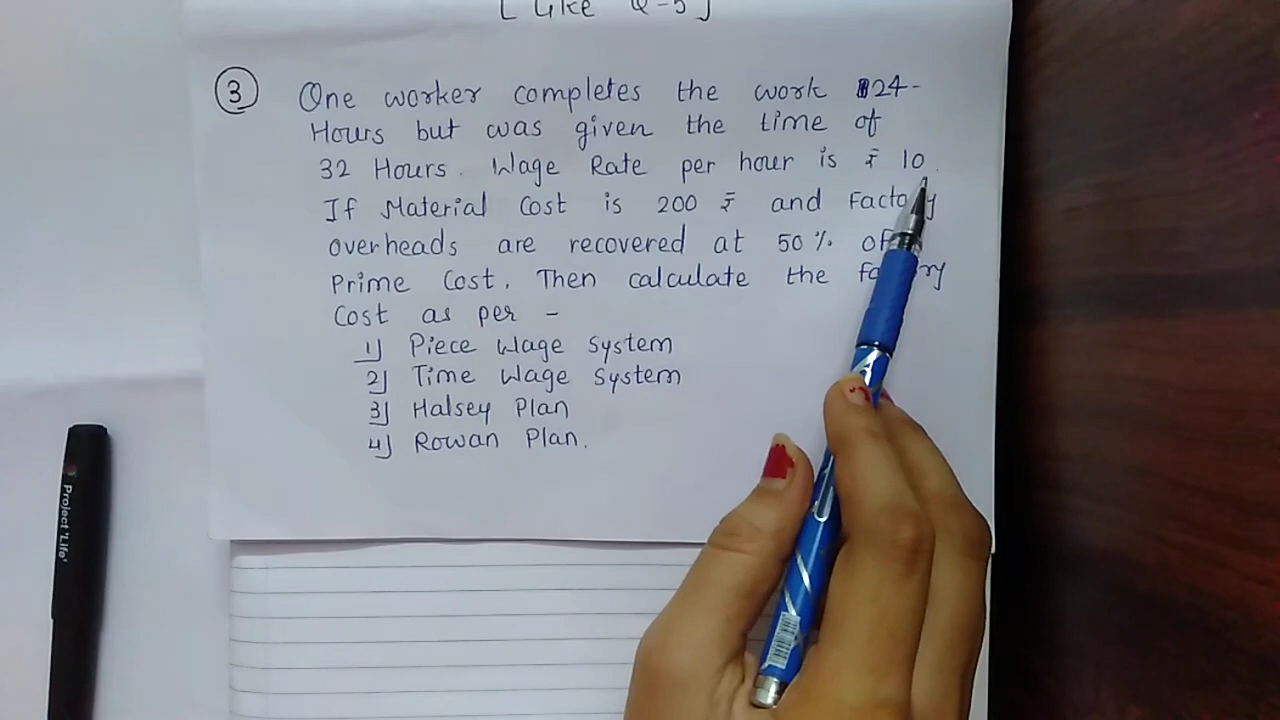 [ Like Q-5 ]
3 One worker completes the work 24-
Hours but was given the time of
32 Hours. Wage Rate per hour is ₹ 10.
If Material Cost is 200 ₹ and Factory
overheads are recovered at 50% of
Prime Cost. Then calculate the factory
Cost as per -
1) Piece Wage System
2) Time Wage System
3) Halsey Plan
4) Rowan Plan.
Project 'Life'